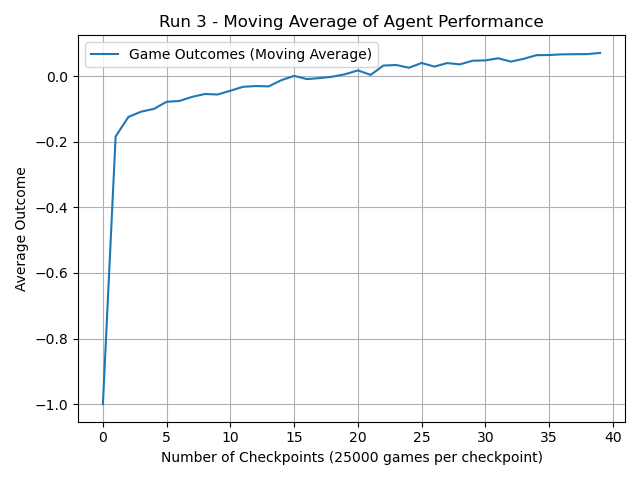 Run 3 - Moving Average of Agent Performance
Game Outcomes (Moving Average)
Average Outcome
0.0
−0.2
−0.4
−0.6
−0.8
−1.0
0 5 10 15 20 25 30 35 40
Number of Checkpoints (25000 games per checkpoint)